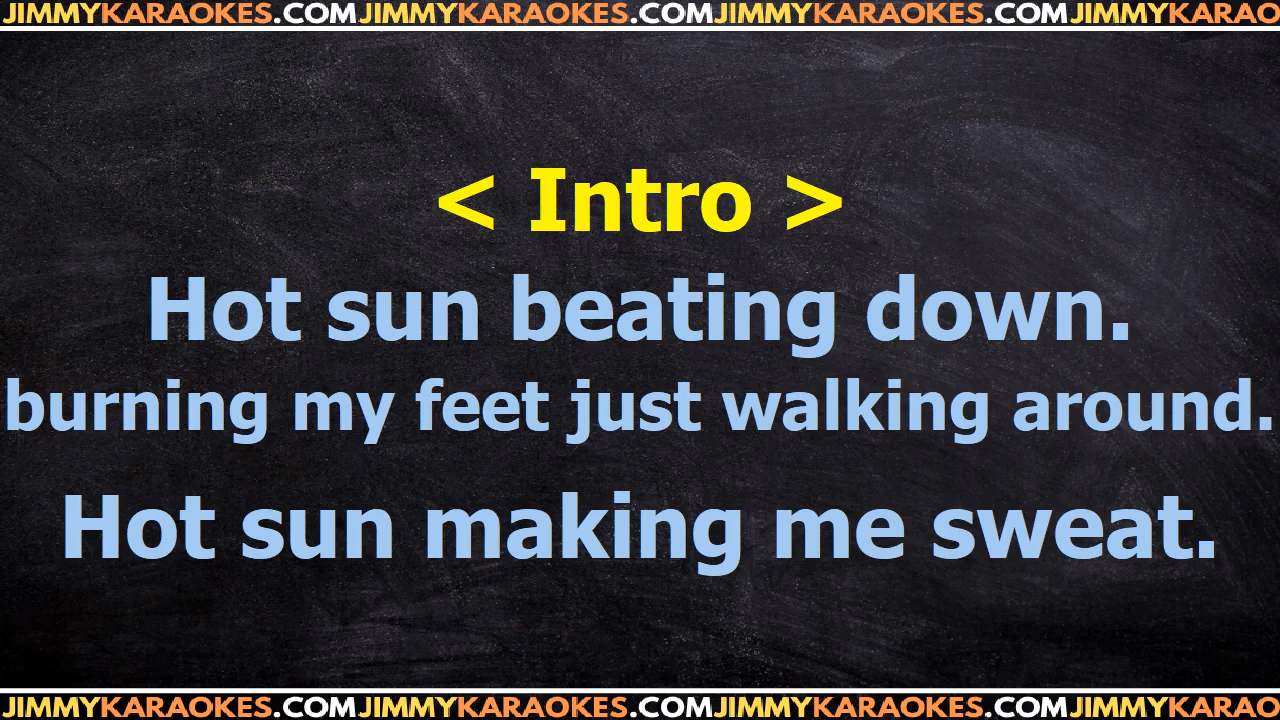 JIMMYKARAOKES.COMJIMMYKARAOKES.COMJIMMYKARAOKES.COMJIMMYKARAO
< Intro >
Hot sun beating down.
burning my feet just walking around.
Hot sun making me sweat.
JIMMYKARAOKES.COMJIMMYKARAOKES.COMJIMMYKARAOKES.COMJIMMYKARAO